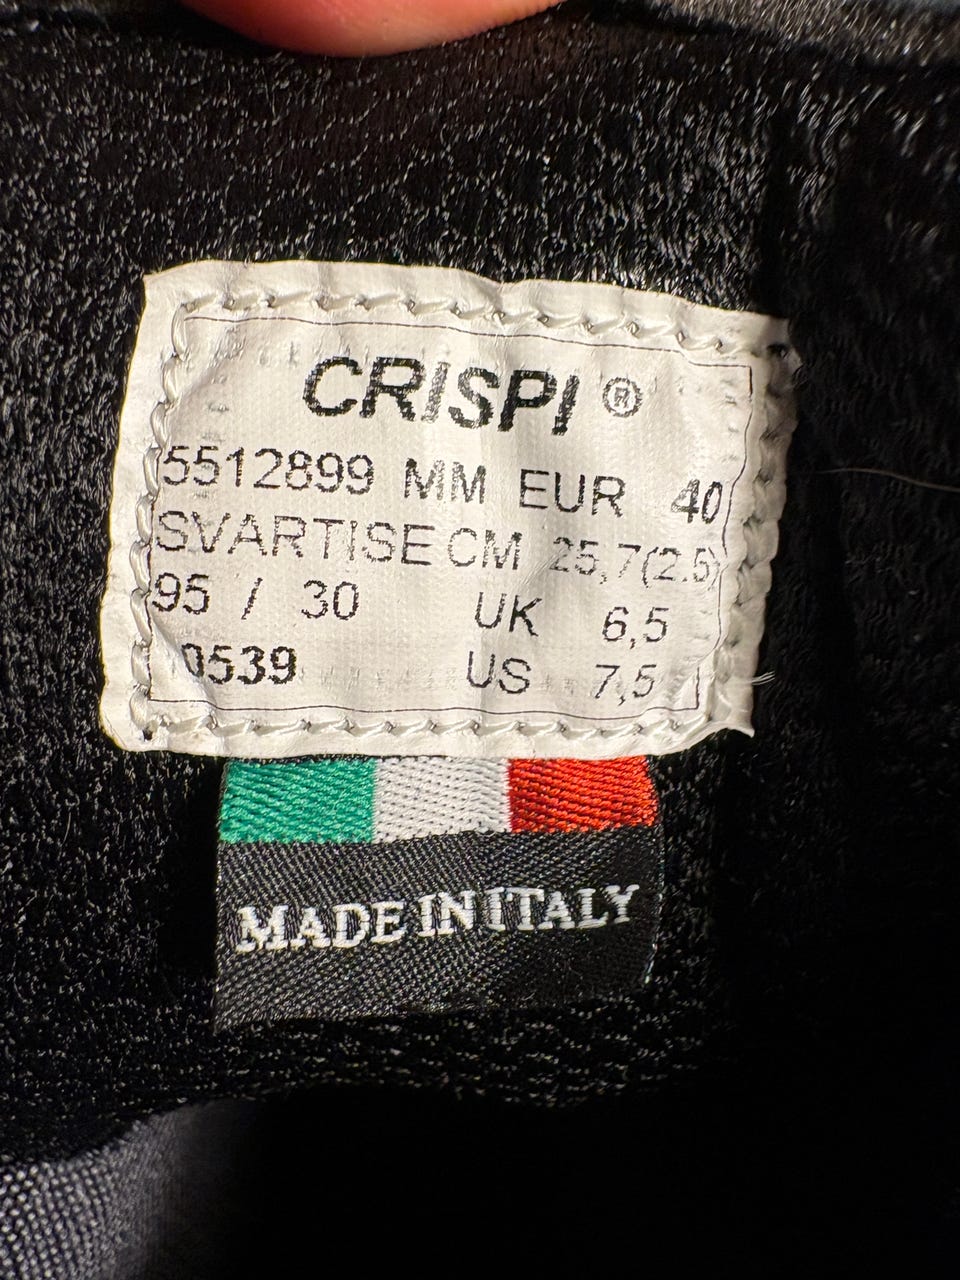 CRISPI ®
5512899 MM EUR 40
SVARTISE CM 25,7(2.5)
95 / 30 UK 6,5
0539 US 7,5
MADE IN ITALY